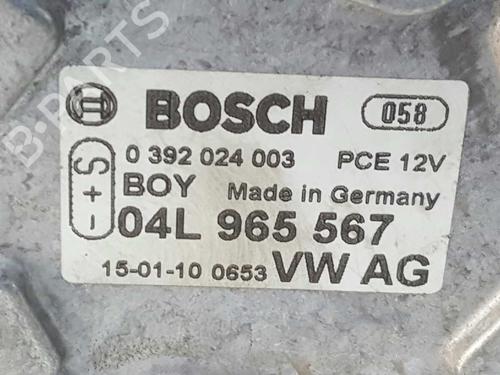 BOSCH 058
0 392 024 003 PCE 12V
BOY Made in Germany
- + S
04L 965 567
15-01-10 0653 VW AG
B-PARTS